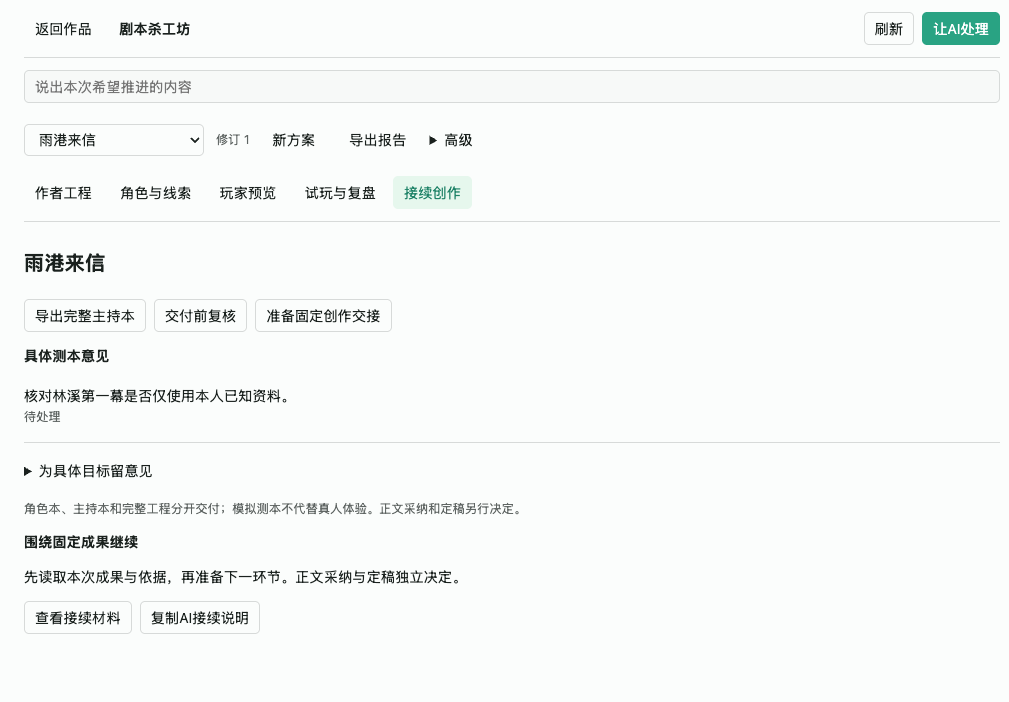 返回作品 剧本杀工坊 刷新 让AI处理
说出本次希望推进的内容
雨港来信 修订 1 新方案 导出报告 ▶ 高级
作者工程 角色与线索 玩家预览 试玩与复盘 接续创作
雨港来信
导出完整主持本 交付前复核 准备固定创作交接
具体测本意见
核对林溪第一幕是否仅使用本人已知资料。
待处理
▶ 为具体目标留意见
角色本、主持本和完整工程分开交付；模拟测本不代替真人体验。正文采纳和定稿另行决定。
围绕固定成果继续
先读取本次成果与依据，再准备下一环节。正文采纳与定稿独立决定。
查看接续材料 复制AI接续说明